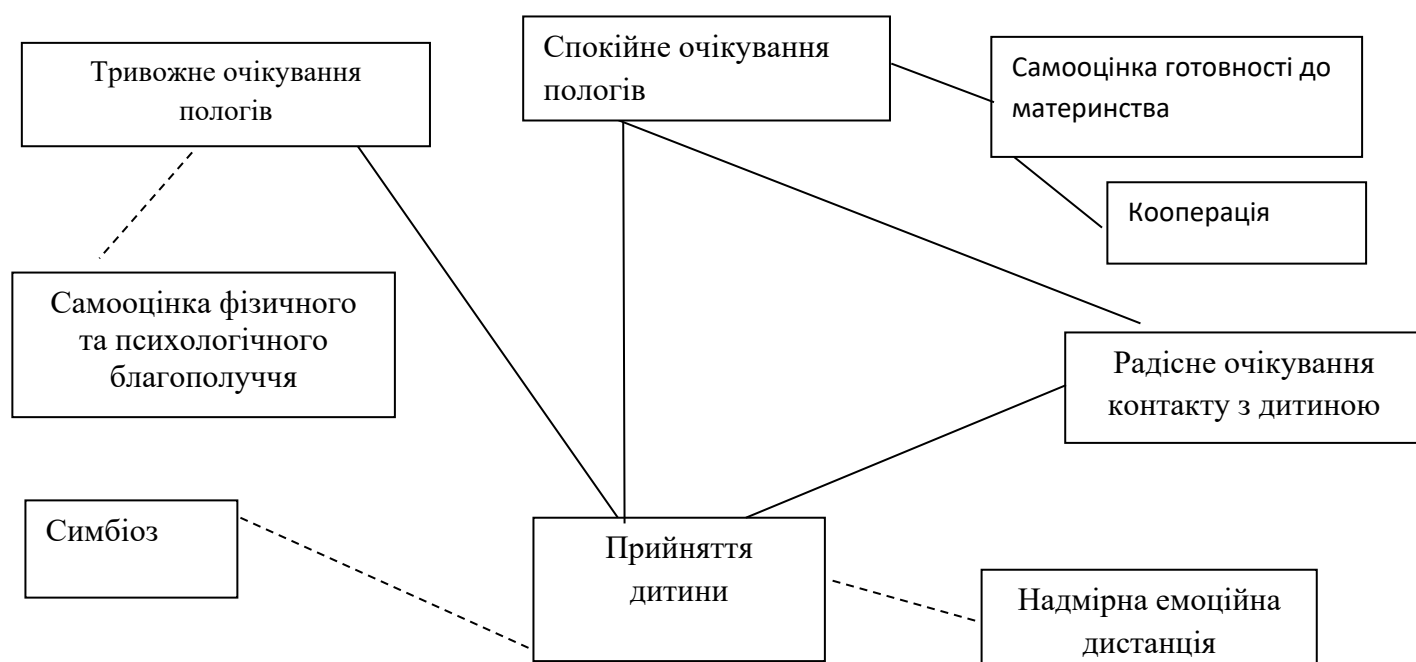 Тривожне очікування
пологів
Спокійне очікування
пологів
Самооцінка готовності до
материнства
Кооперація
Самооцінка фізичного
та психологічного
благополуччя
Радісне очікування
контакту з дитиною
Симбіоз
Прийняття
дитини
Надмірна емоційна
дистанція